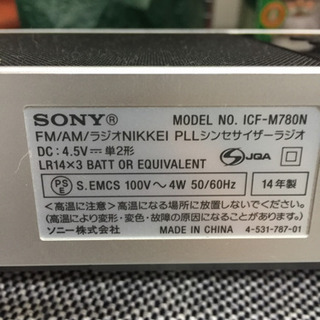 SONY® MODEL NO. ICF-M780N
FM/AM/ラジオNIKKEI PLLシンセサイザーラジオ
DC: 4.5V⎓単2形
LR14×3 BATT OR EQUIVALENT JQA
PSE S. EMCS 100V〜4W 50/60Hz 14年製
＜高温に注意＞高温になる場所に放置しないでください。
(高温により変形・変色・故障の原因になることがあります。)
ソニー株式会社 MADE IN CHINA 4-531-787-01